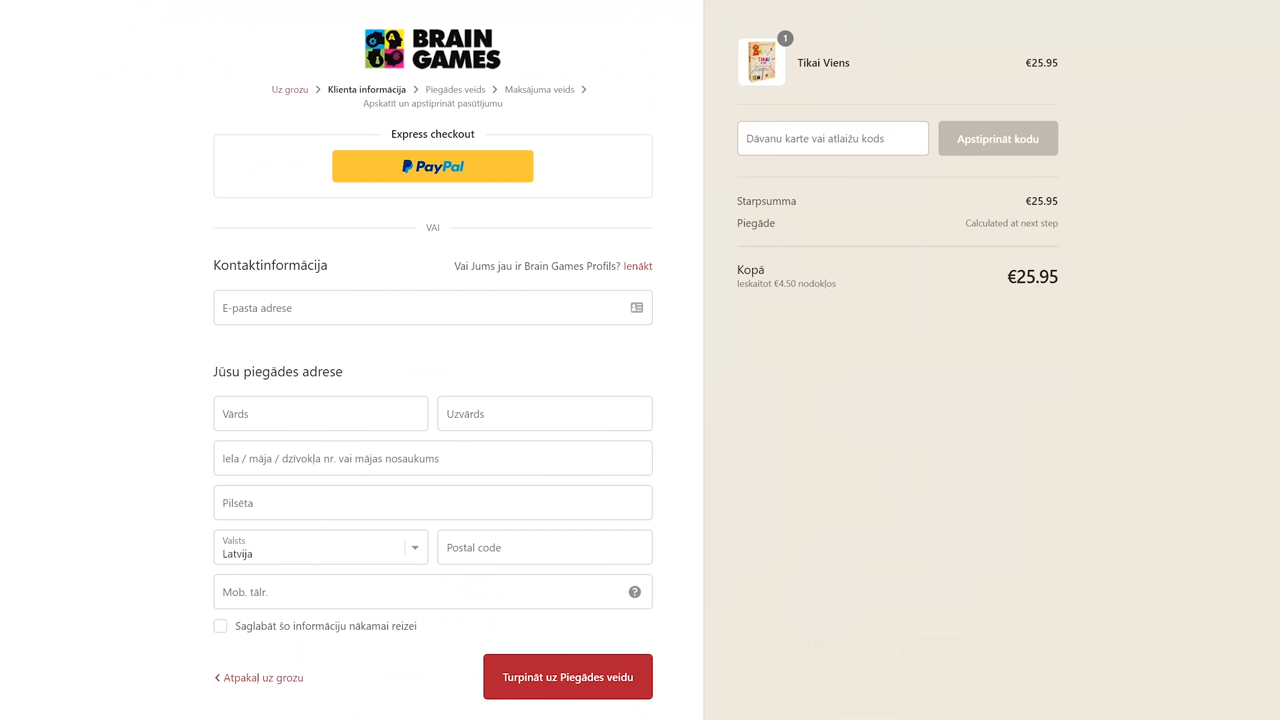 BRAIN
GAMES
Uz grozu > Klienta informācija > Piegādes veids > Maksājuma veids >
Apskatīt un apstiprināt pasūtījumu
Express checkout
PayPal
VAI
Kontaktinformācija
Vai Jums jau ir Brain Games Profils? Ienākt
E-pasta adrese
Jūsu piegādes adrese
Vārds
Uzvārds
Iela / māja / dzīvokļa nr. vai mājas nosaukums
Pilsēta
Valsts
Latvija
Postal code
Mob. tālr.
Saglabāt šo informāciju nākamai reizei
Atpakaļ uz grozu
Turpināt uz Piegādes veidu
1
Tikai Viens
€25.95
Dāvanu karte vai atlaižu kods
Apstiprināt kodu
Starpsumma
€25.95
Piegāde
Calculated at next step
Kopā
Ieskaitot €4.50 nodokļos
€25.95